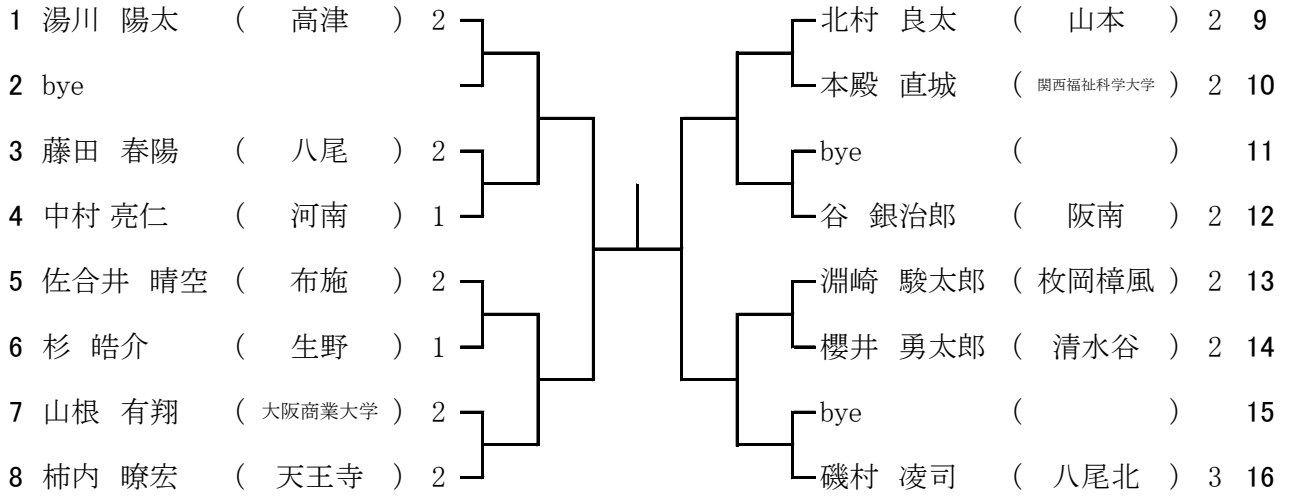 1 湯川 陽太 ( 高津 ) 2
2 bye
3 藤田 春陽 ( 八尾 ) 2
4 中村 亮仁 ( 河南 ) 1
5 佐合井 晴空 ( 布施 ) 2
6 杉 皓介 ( 生野 ) 1
7 山根 有翔 ( 大阪商業大学 ) 2
8 柿内 暸宏 ( 天王寺 ) 2
北村 良太 ( 山本 ) 2 9
本殿 直城 ( 関西福祉科学大学 ) 2 10
bye ( ) 11
谷 銀治郎 ( 阪南 ) 2 12
淵崎 駿太郎 ( 枚岡樟風 ) 2 13
櫻井 勇太郎 ( 清水谷 ) 2 14
bye ( ) 15
磯村 凌司 ( 八尾北 ) 3 16